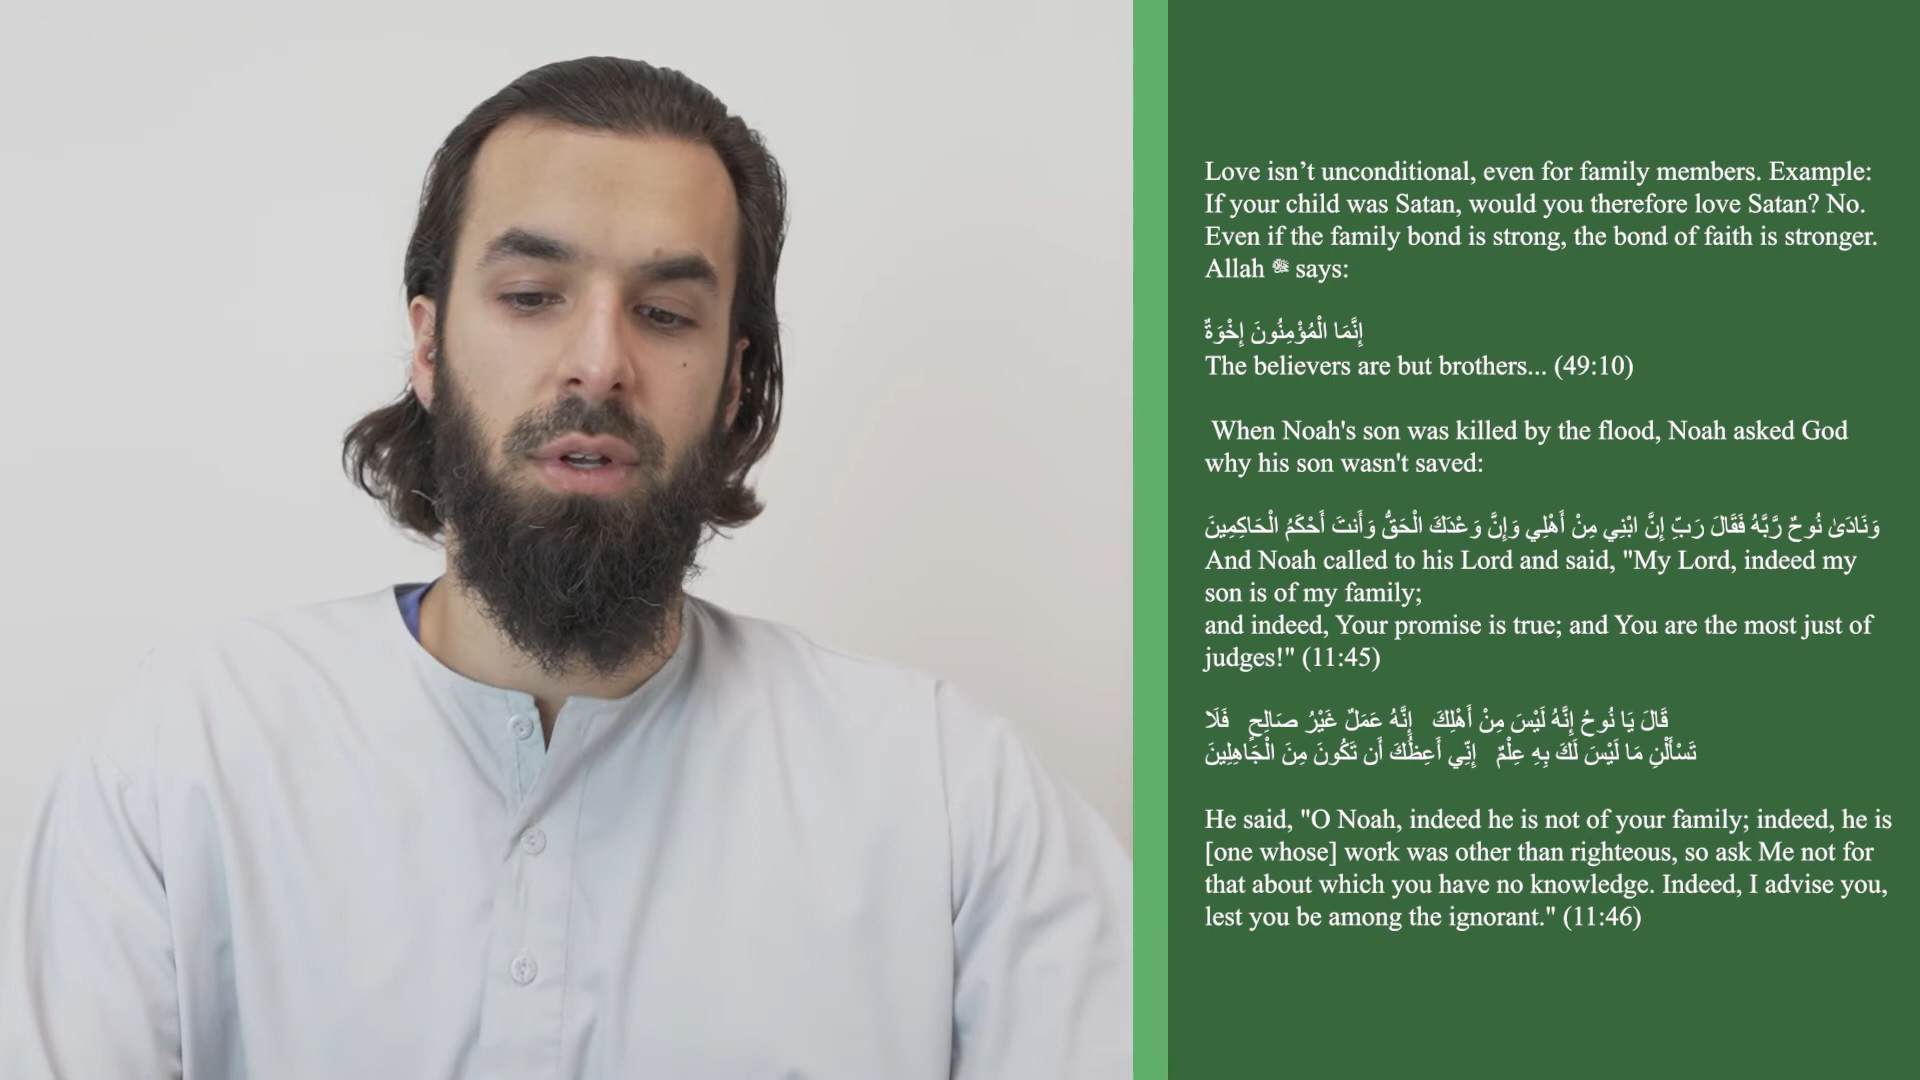 Love isn’t unconditional, even for family members. Example:
If your child was Satan, would you therefore love Satan? No.
Even if the family bond is strong, the bond of faith is stronger.
Allah ﷻ says:
إِنَّمَا الْمُؤْمِنُونَ إِخْوَةٌ
The believers are but brothers... (49:10)
When Noah's son was killed by the flood, Noah asked God
why his son wasn't saved:
وَنَادَىٰ نُوحٌ رَّبَّهُ فَقَالَ رَبِّ إِنَّ ابْنِي مِنْ أَهْلِي وَإِنَّ وَعْدَكَ الْحَقُّ وَأَنتَ أَحْكَمُ الْحَاكِمِينَ
And Noah called to his Lord and said, "My Lord, indeed my
son is of my family;
and indeed, Your promise is true; and You are the most just of
judges!" (11:45)
قَالَ يَا نُوحُ إِنَّهُ لَيْسَ مِنْ أَهْلِكَ إِنَّهُ عَمَلٌ غَيْرُ صَالِحٍ فَلَا
تَسْأَلْنِ مَا لَيْسَ لَكَ بِهِ عِلْمٌ إِنِّي أَعِظُكَ أَن تَكُونَ مِنَ الْجَاهِلِينَ
He said, "O Noah, indeed he is not of your family; indeed, he is
[one whose] work was other than righteous, so ask Me not for
that about which you have no knowledge. Indeed, I advise you,
lest you be among the ignorant." (11:46)